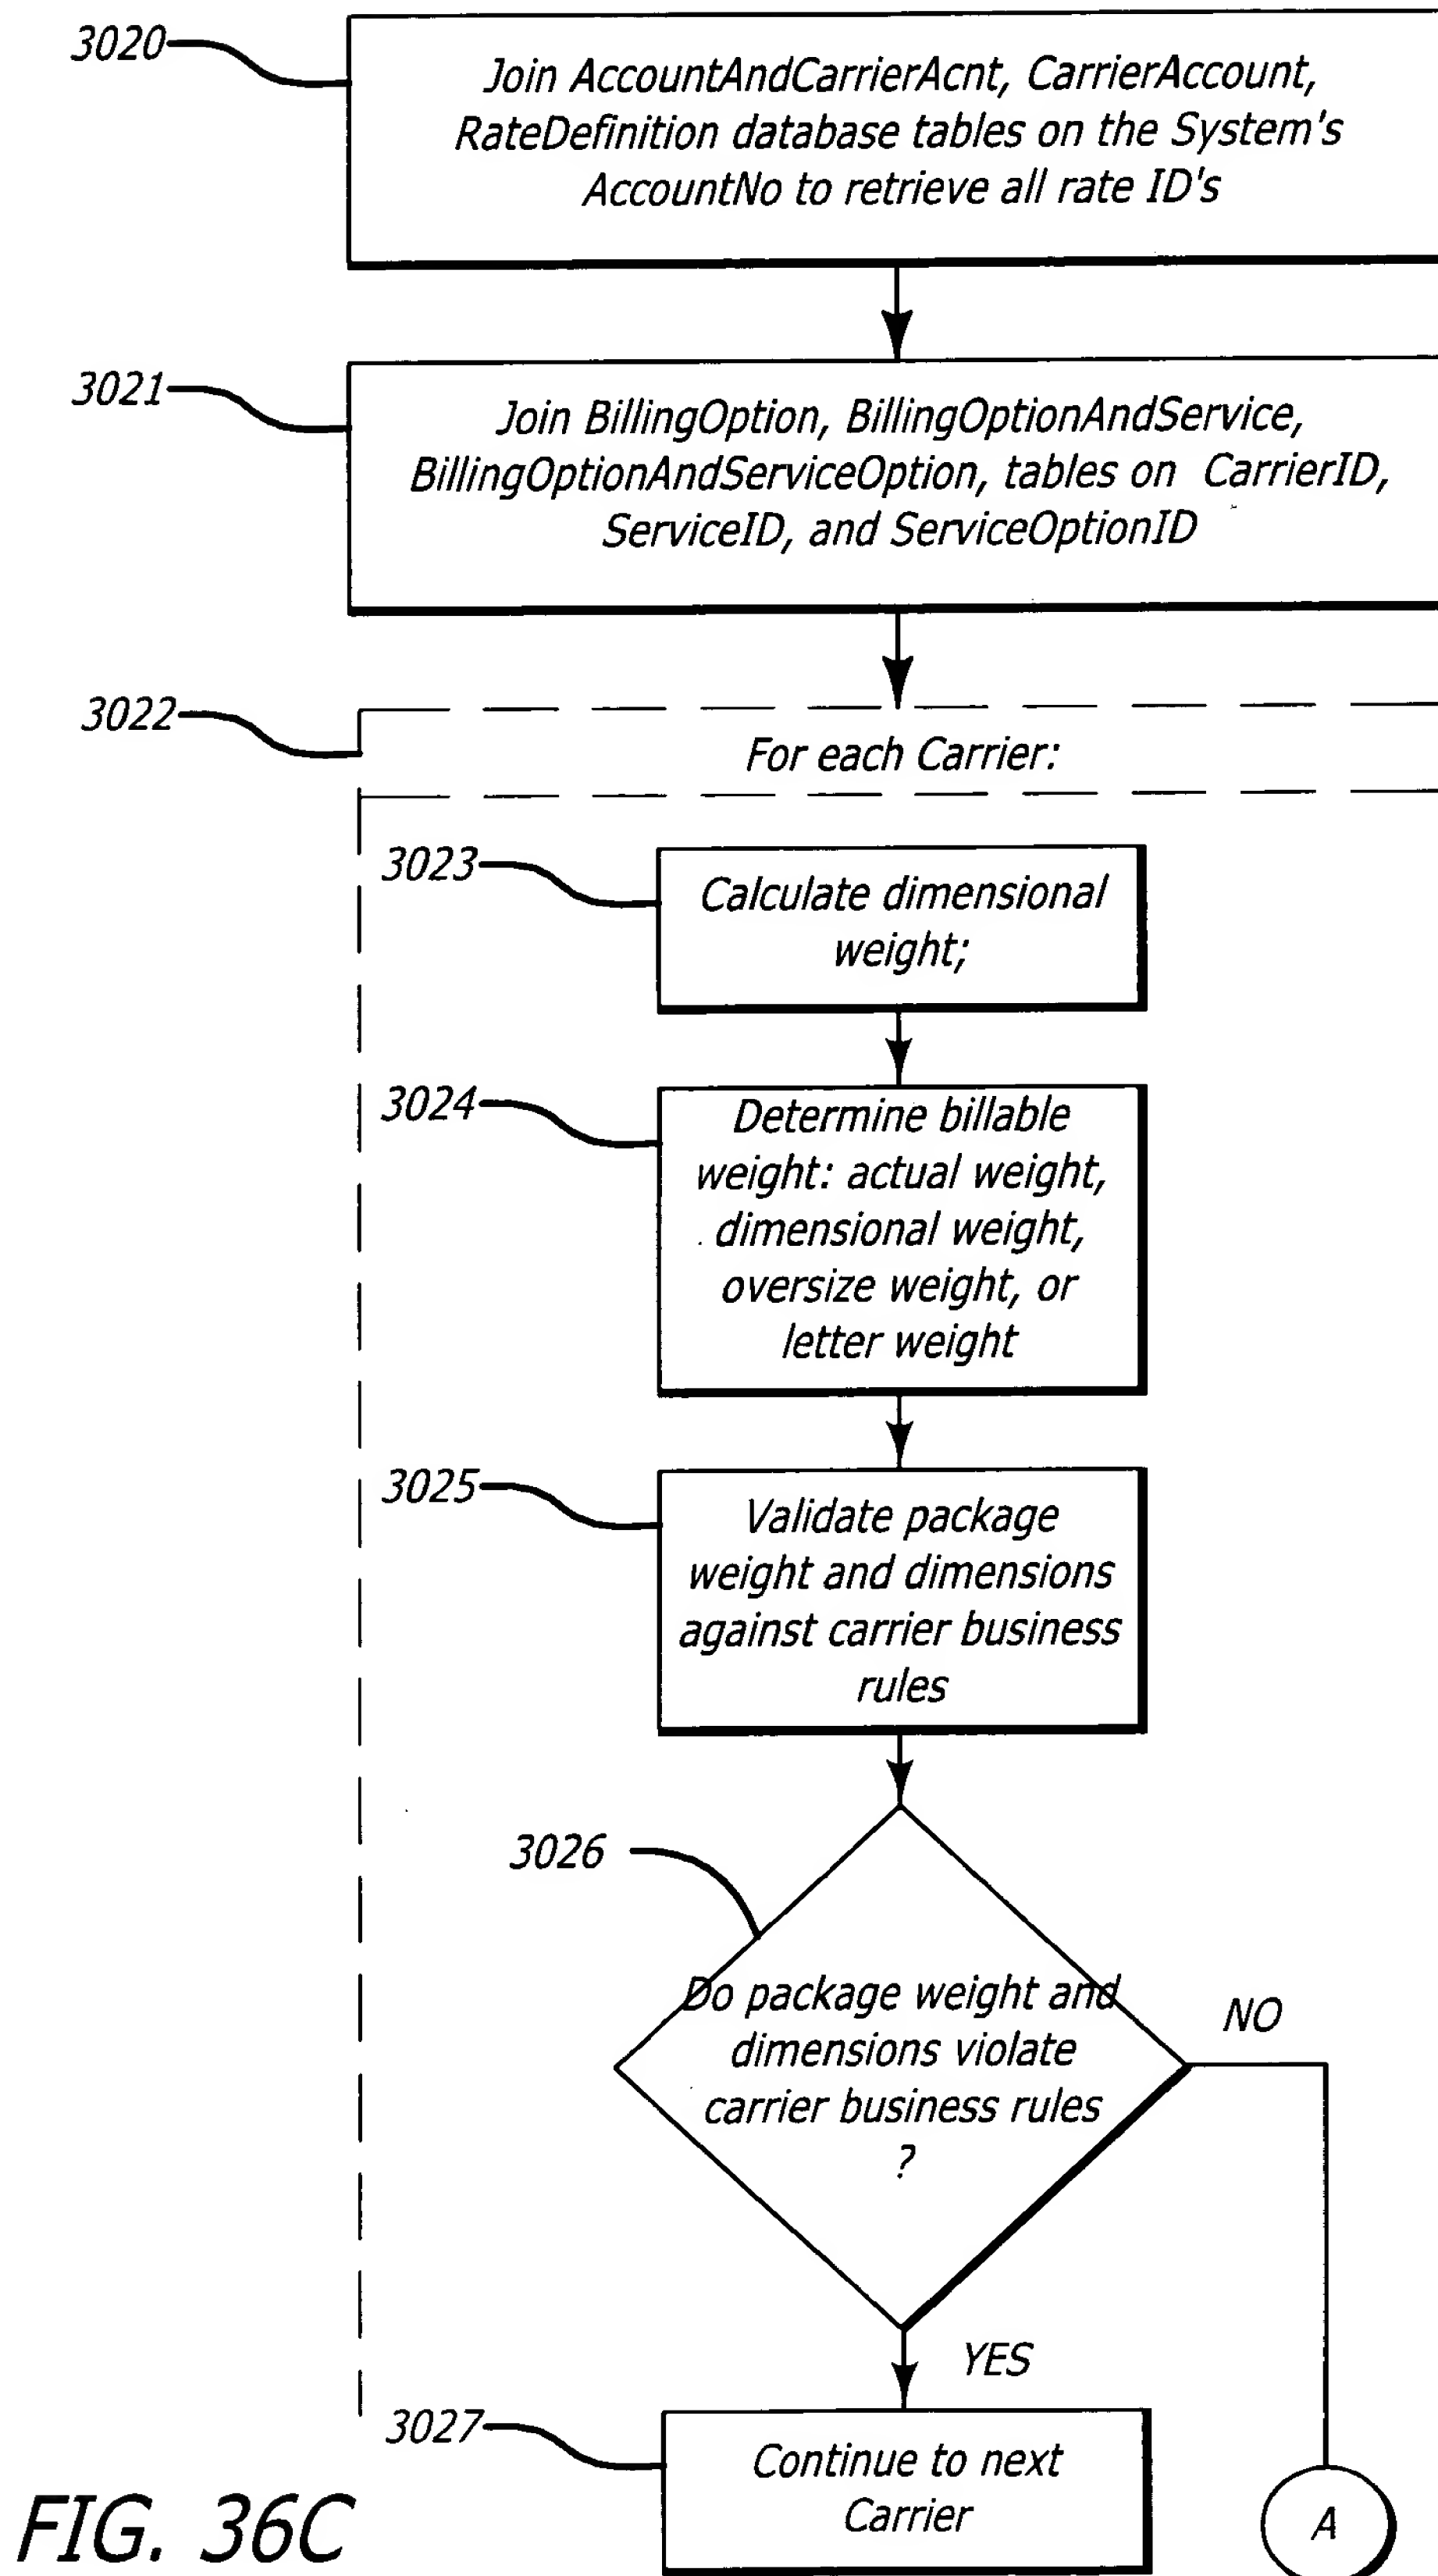 3020
Join AccountAndCarrierAcnt, CarrierAccount,
RateDefinition database tables on the System's
AccountNo to retrieve all rate ID's
3021
Join BillingOption, BillingOptionAndService,
BillingOptionAndServiceOption, tables on CarrierID,
ServiceID, and ServiceOptionID
3022
For each Carrier:
3023
Calculate dimensional
weight;
3024
Determine billable
weight: actual weight,
dimensional weight,
oversize weight, or
letter weight
3025
Validate package
weight and dimensions
against carrier business
rules
3026
Do package weight and
dimensions violate
carrier business rules
?
NO
YES
3027
Continue to next
Carrier
A
FIG. 36C